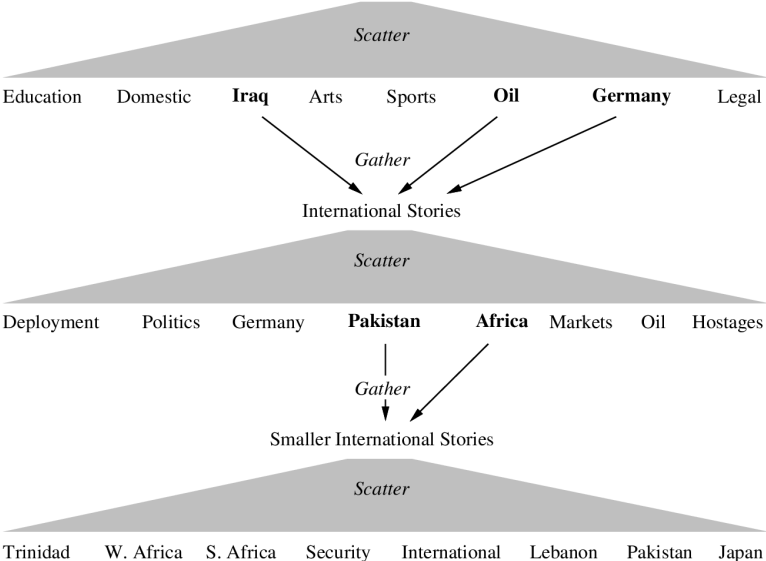 Scatter
Education Domestic Iraq Arts Sports Oil Germany Legal
Gather
International Stories
Scatter
Deployment Politics Germany Pakistan Africa Markets Oil Hostages
Gather
Smaller International Stories
Scatter
Trinidad W. Africa S. Africa Security International Lebanon Pakistan Japan